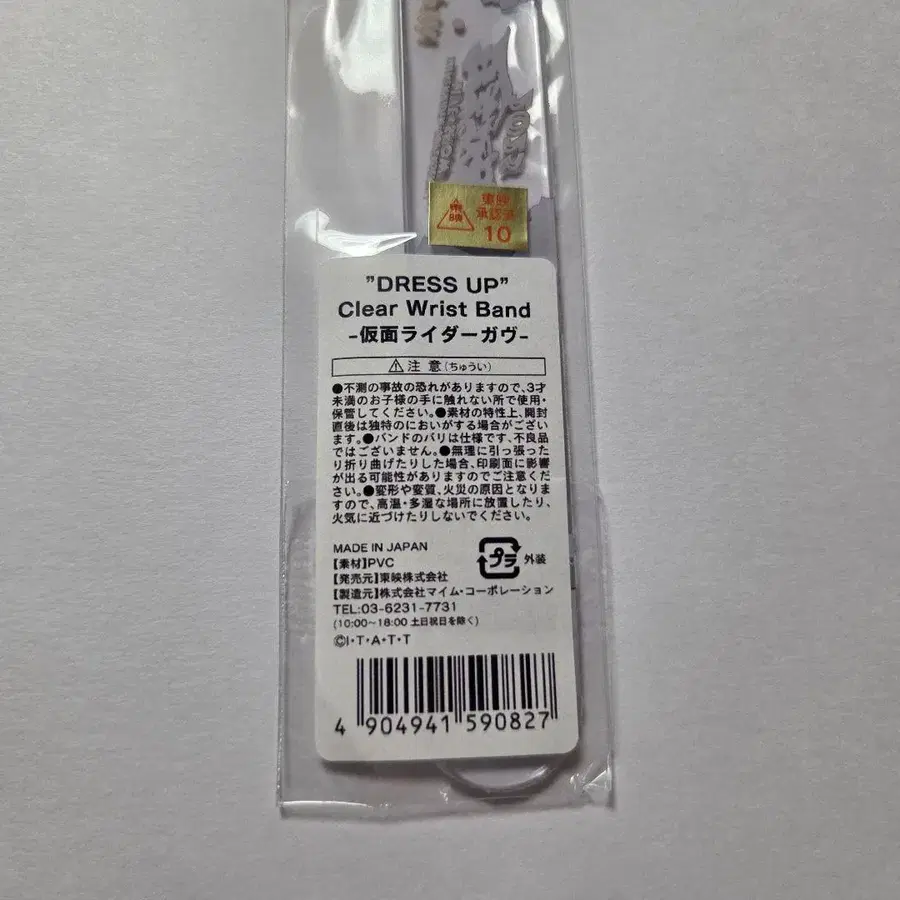 東映
東映
承認済
10
”DRESS UP”
Clear Wrist Band
-仮面ライダーガヴ-
⚠注 意(ちゅうい)
●不測の事故の恐れがありますので、3才
未満のお子様の手に触れない所で使用・
保管してください。●素材の特性上、開封
直後は独特のにおいがする場合がござい
ます。●バンドのバリは仕様です、不良品
ではございません。●無理に引っ張った
り折り曲げたりした場合、印刷面に影響
が出る可能性がありますのでご注意くだ
さい。●変形や変質、火災の原因となりま
すので、高温・多湿な場所に放置したり、
火気に近づけたりしないでください。
MADE IN JAPAN
【素材】PVC
プラ 外装
【発売元】東映株式会社
【製造元】株式会社マイム・コーポレーション
TEL:03-6231-7731
(10:00~18:00 土日祝日を除く)
©I・T・A・T・T
4 904941 590827